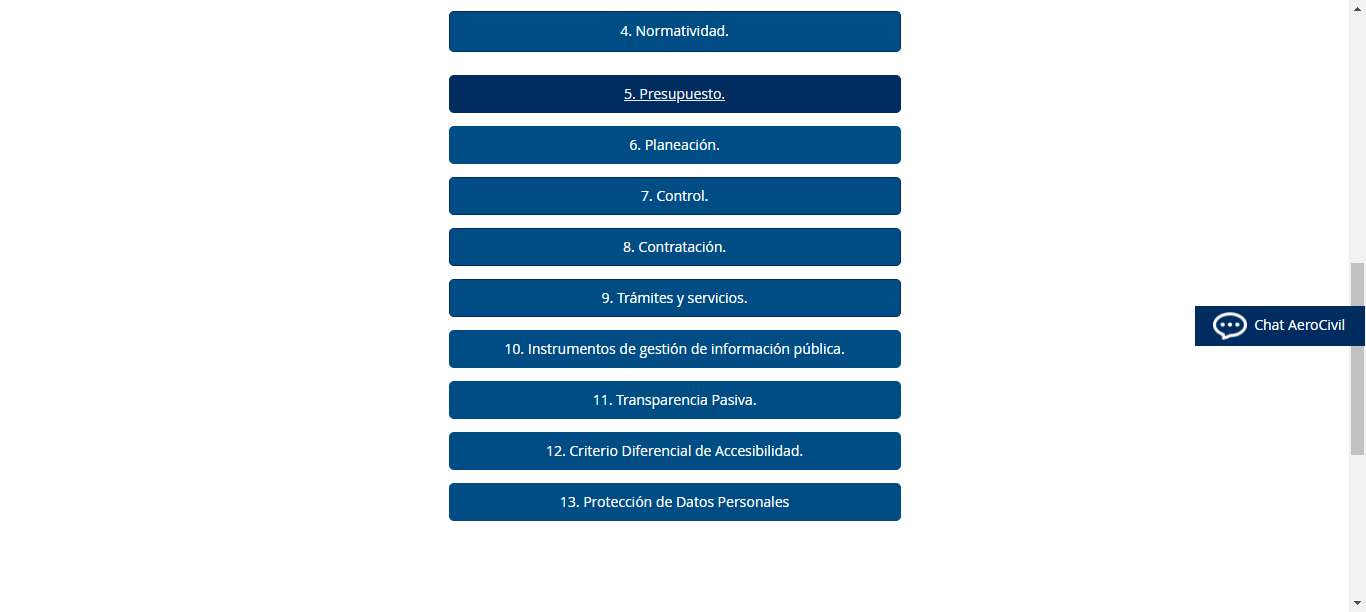 4. Normatividad.
5. Presupuesto.
6. Planeación.
7. Control.
8. Contratación.
9. Trámites y servicios.
Chat AeroCivil
10. Instrumentos de gestión de información pública.
11. Transparencia Pasiva.
12. Criterio Diferencial de Accesibilidad.
13. Protección de Datos Personales